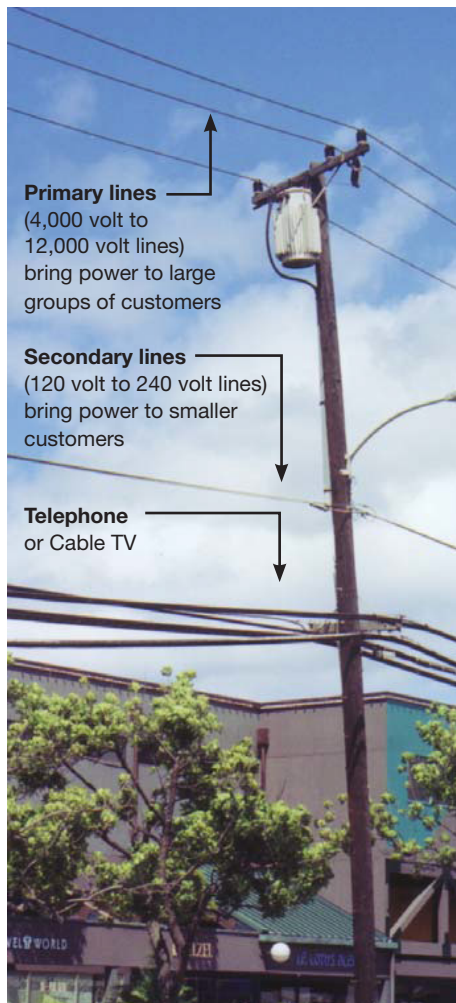 Primary lines
(4,000 volt to
12,000 volt lines)
bring power to large
groups of customers
Secondary lines
(120 volt to 240 volt lines)
bring power to smaller
customers
Telephone
or Cable TV
WORLD